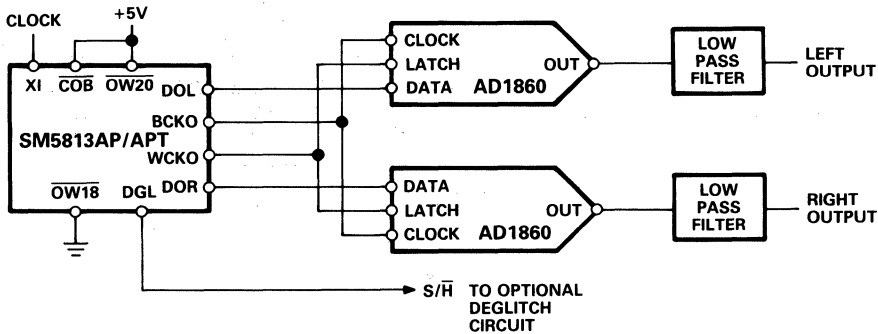 CLOCK
+5V
XI
COB
OW20
DOL
BCKO
SM5813AP/APT
WCKO
OW18
DGL
DOR
CLOCK
LATCH
DATA
OUT
AD1860
LOW
PASS
FILTER
LEFT
OUTPUT
DATA
LATCH
CLOCK
OUT
AD1860
LOW
PASS
FILTER
RIGHT
OUTPUT
S/H̅ TO OPTIONAL
DEGLITCH
CIRCUIT